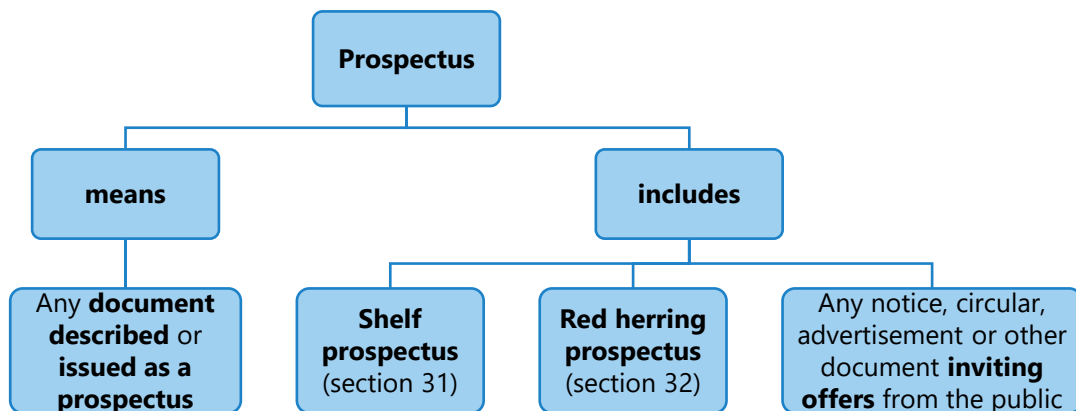 Prospectus
means
includes
Any document
described or
issued as a
prospectus
Shelf
prospectus
(section 31)
Red herring
prospectus
(section 32)
Any notice, circular,
advertisement or other
document inviting
offers from the public